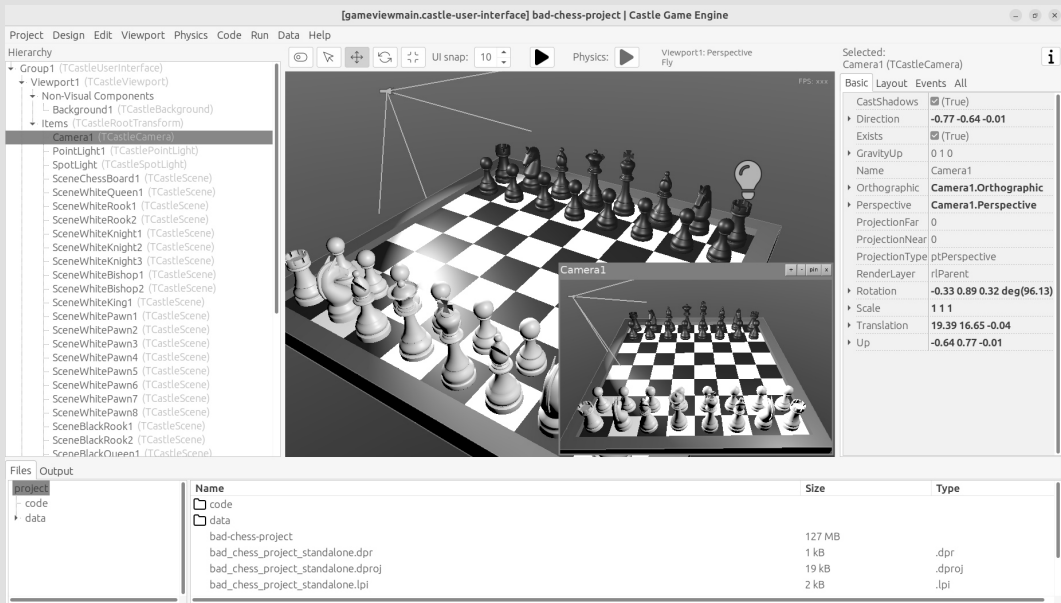 [gameviewmain.castle-user-interface] bad-chess-project | Castle Game Engine
Project Design Edit Viewport Physics Code Run Data Help
Hierarchy
Group1 (TCastleUserInterface)
Viewport1 (TCastleViewport)
Non-Visual Components
Background1 (TCastleBackground)
Items (TCastleRootTransform)
Camera1 (TCastleCamera)
PointLight1 (TCastlePointLight)
SpotLight (TCastleSpotLight)
SceneChessBoard1 (TCastleScene)
SceneWhiteQueen1 (TCastleScene)
SceneWhiteRook1 (TCastleScene)
SceneWhiteRook2 (TCastleScene)
SceneWhiteKnight1 (TCastleScene)
SceneWhiteKnight2 (TCastleScene)
SceneWhiteKnight3 (TCastleScene)
SceneWhiteBishop1 (TCastleScene)
SceneWhiteBishop2 (TCastleScene)
SceneWhiteKing1 (TCastleScene)
SceneWhitePawn1 (TCastleScene)
SceneWhitePawn2 (TCastleScene)
SceneWhitePawn3 (TCastleScene)
SceneWhitePawn4 (TCastleScene)
SceneWhitePawn5 (TCastleScene)
SceneWhitePawn6 (TCastleScene)
SceneWhitePawn7 (TCastleScene)
SceneWhitePawn8 (TCastleScene)
SceneBlackRook1 (TCastleScene)
SceneBlackRook2 (TCastleScene)
SceneBlackQueen1 (TCastleScene)
UI snap: 10
Physics:
Viewport1: Perspective
Fly
FPS: xxx
Camera1
+ - pin x
Selected:
Camera1 (TCastleCamera)
Basic Layout Events All
CastShadows (True)
Direction -0.77 -0.64 -0.01
Exists (True)
GravityUp 0 1 0
Name Camera1
Orthographic Camera1.Orthographic
Perspective Camera1.Perspective
ProjectionFar 0
ProjectionNear 0
ProjectionType ptPerspective
RenderLayer rlParent
Rotation -0.33 0.89 0.32 deg(96.13)
Scale 1 1 1
Translation 19.39 16.65 -0.04
Up -0.64 0.77 -0.01
Files Output
project
code
data
Name Size Type
code
data
bad-chess-project 127 MB
bad_chess_project_standalone.dpr 1 kB .dpr
bad_chess_project_standalone.dproj 19 kB .dproj
bad_chess_project_standalone.lpi 2 kB .lpi